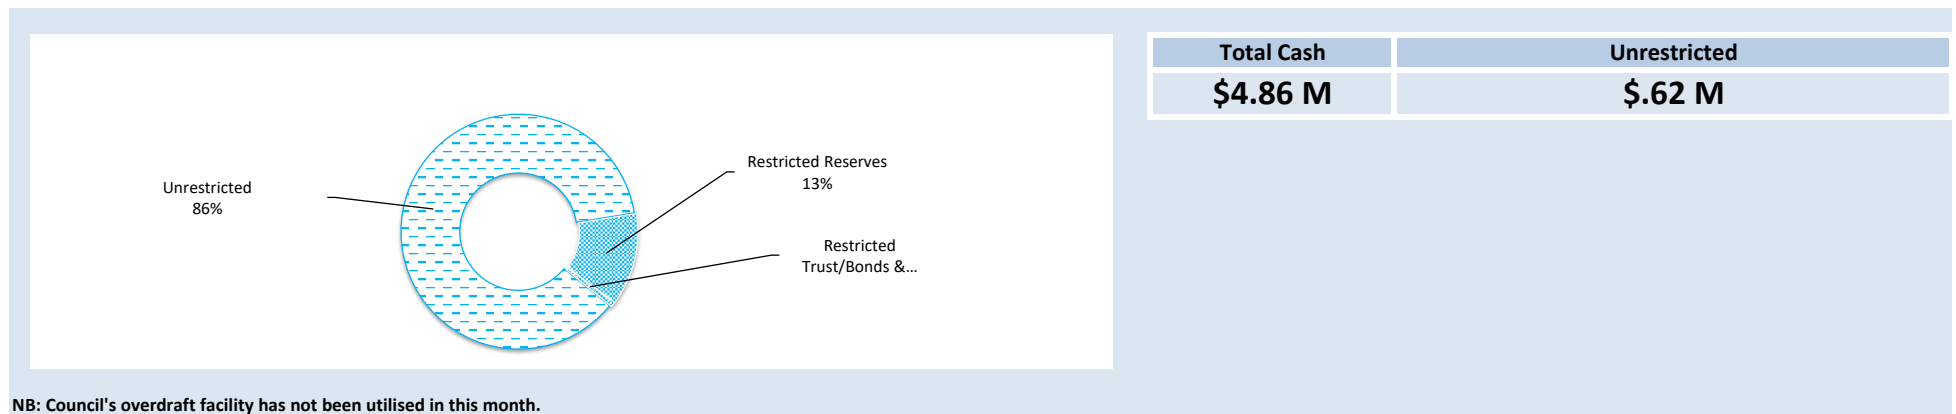 Unrestricted
86%
Restricted Reserves
13%
Restricted
Trust/Bonds &...
Total Cash
Unrestricted
$4.86 M
$.62 M
NB: Council's overdraft facility has not been utilised in this month.